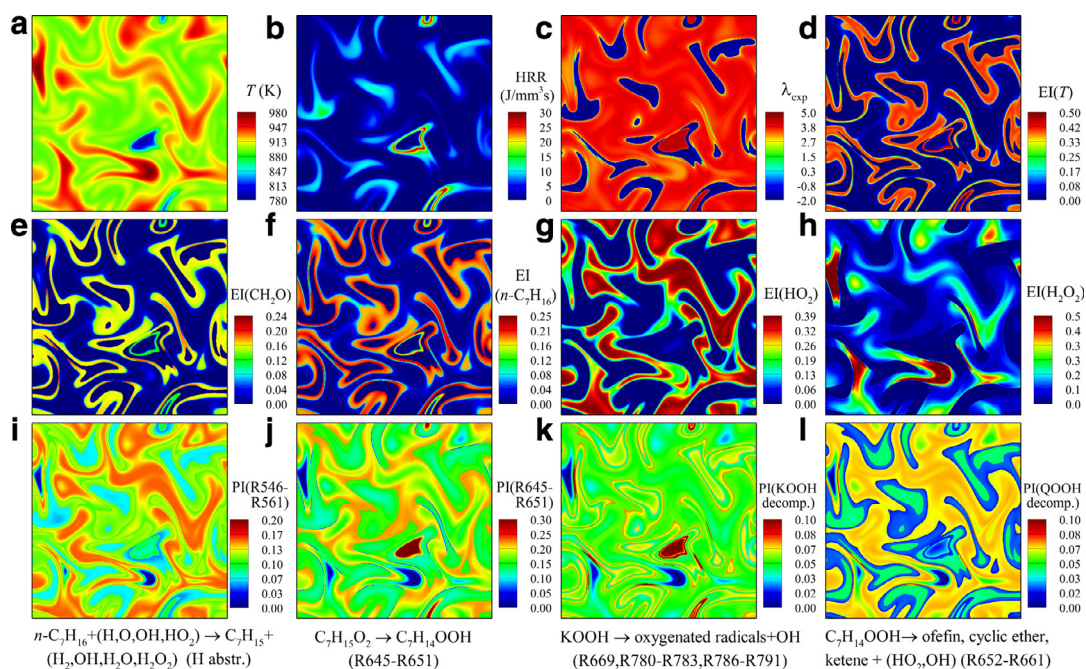 a
T (K)
980
947
913
880
847
813
780
b
HRR
(J/mm³s)
30
25
20
15
10
5
0
c
λexp
5.0
3.8
2.7
1.5
0.3
-0.8
-2.0
d
EI(T)
0.50
0.42
0.33
0.25
0.17
0.08
0.00
e
EI(CH₂O)
0.24
0.20
0.16
0.12
0.08
0.04
0.00
f
EI
(n-C₇H₁₆)
0.25
0.21
0.17
0.13
0.08
0.04
0.00
g
EI(HO₂)
0.39
0.32
0.26
0.19
0.13
0.06
0.00
h
EI(H₂O₂)
0.5
0.4
0.3
0.3
0.2
0.1
0.0
i
PI(R546-
R561)
0.20
0.17
0.13
0.10
0.07
0.03
0.00
j
PI(R645-
R651)
0.30
0.25
0.20
0.15
0.10
0.05
0.00
k
PI(KOOH
decomp.)
0.10
0.08
0.07
0.05
0.03
0.02
0.00
l
PI(QOOH
decomp.)
0.10
0.08
0.07
0.05
0.03
0.02
0.00
n-C₇H₁₆+(H,O,OH,HO₂) → C₇H₁₅+
(H₂,OH,H₂O,H₂O₂) (H abstr.)
C₇H₁₅O₂ → C₇H₁₄OOH
(R645-R651)
KOOH → oxygenated radicals+OH
(R669,R780-R783,R786-R791)
C₇H₁₄OOH → ofefin, cyclic ether,
ketene + (HO₂,OH) (R652-R661)